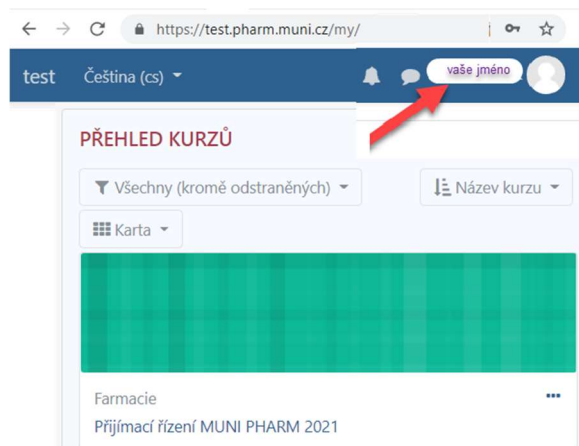 https://test.pharm.muni.cz/my/
test Čeština (cs) vaše jméno
PŘEHLED KURZŮ
Všechny (kromě odstraněných) Název kurzu
Karta
Farmacie
Přijímací řízení MUNI PHARM 2021